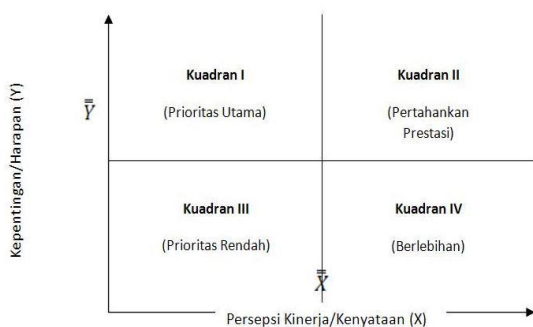 Kepentingan/Harapan (Y)
Y̿
Kuadran I
(Prioritas Utama)
Kuadran II
(Pertahankan
Prestasi)
Kuadran III
(Prioritas Rendah)
Kuadran IV
(Berlebihan)
X̿
Persepsi Kinerja/Kenyataan (X)